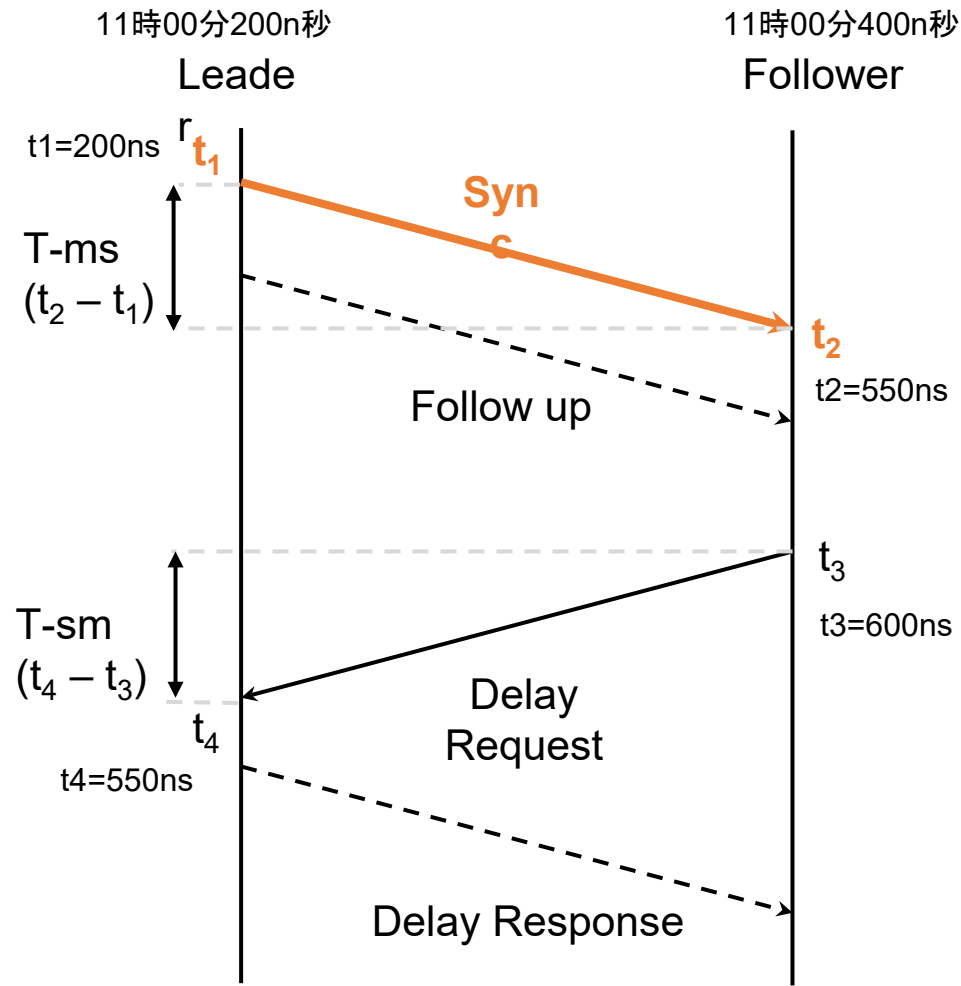 11時00分200n秒
11時00分400n秒
Leade
r
Follower
t1=200ns
t₁
Syn
c
T-ms
(t₂ – t₁)
t₂
t2=550ns
Follow up
t₃
t3=600ns
T-sm
(t₄ – t₃)
Delay
Request
t₄
t4=550ns
Delay Response